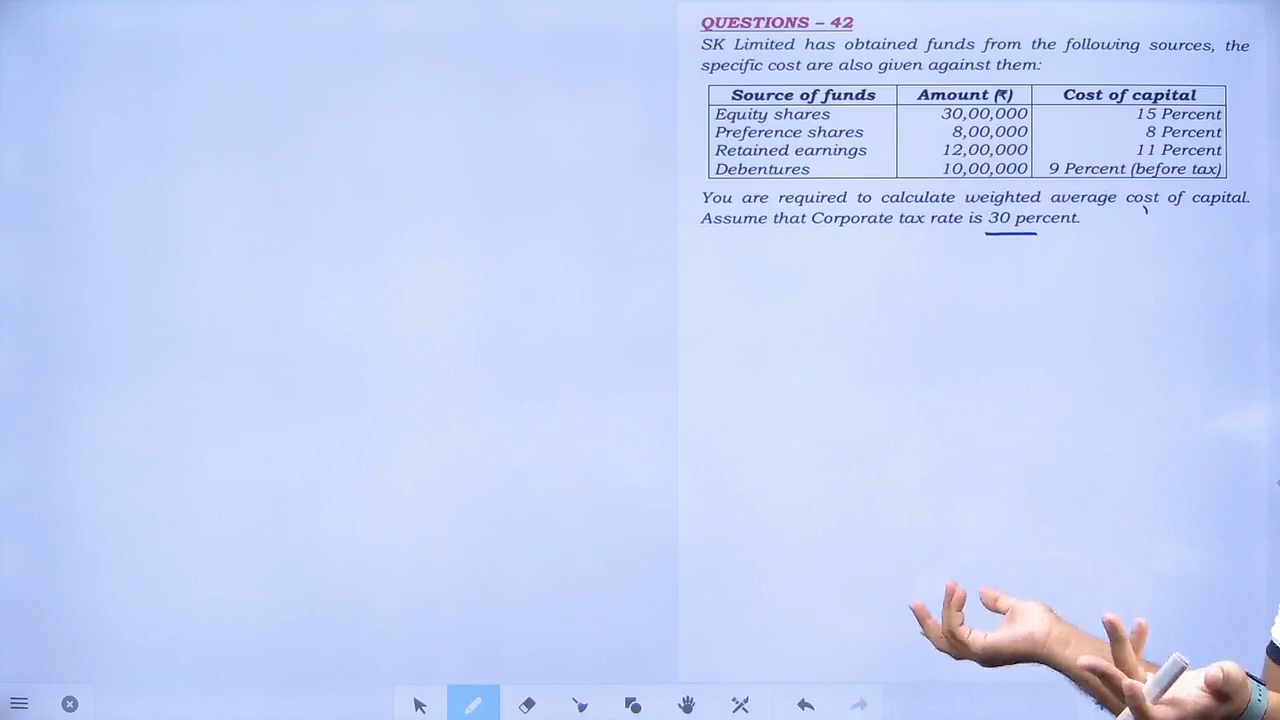 QUESTIONS – 42
SK Limited has obtained funds from the following sources, the
specific cost are also given against them:
Source of funds Amount (₹) Cost of capital
Equity shares 30,00,000 15 Percent
Preference shares 8,00,000 8 Percent
Retained earnings 12,00,000 11 Percent
Debentures 10,00,000 9 Percent (before tax)
You are required to calculate weighted average cost of capital.
Assume that Corporate tax rate is 30 percent.